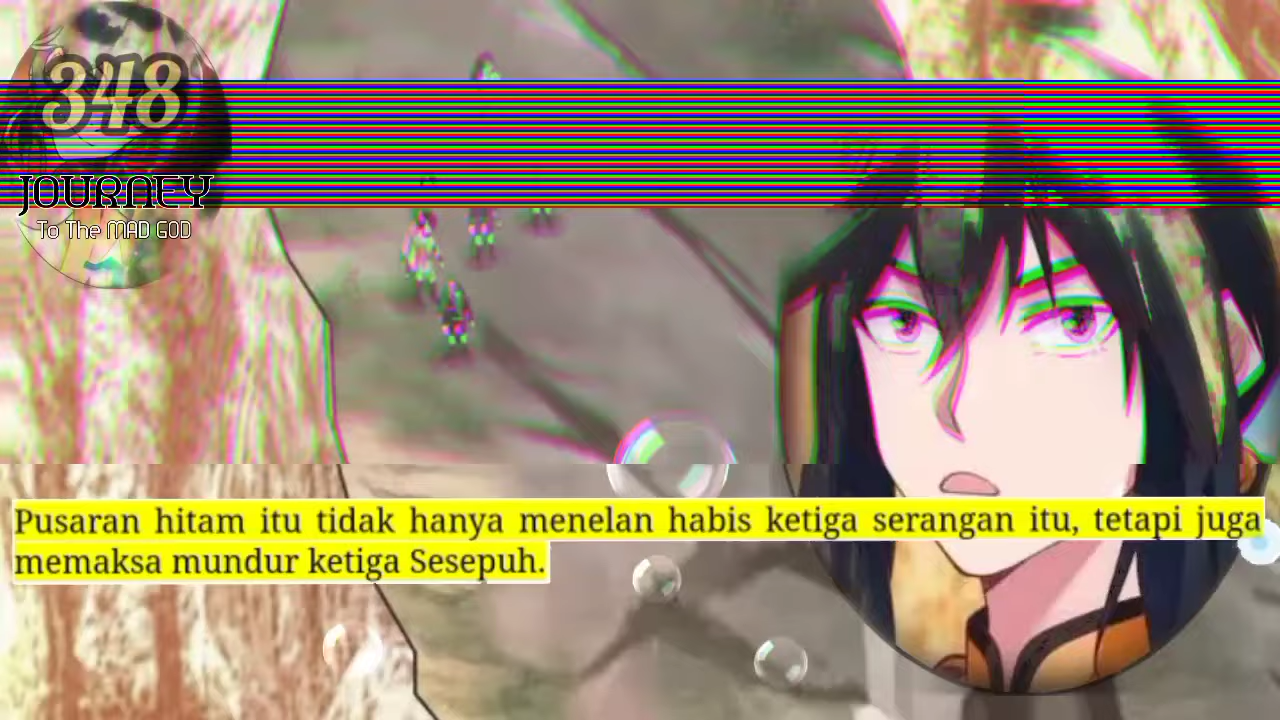 348
JOURNEY
To The MAD GOD
Pusaran hitam itu tidak hanya menelan habis ketiga serangan itu, tetapi juga
memaksa mundur ketiga Sesepuh.